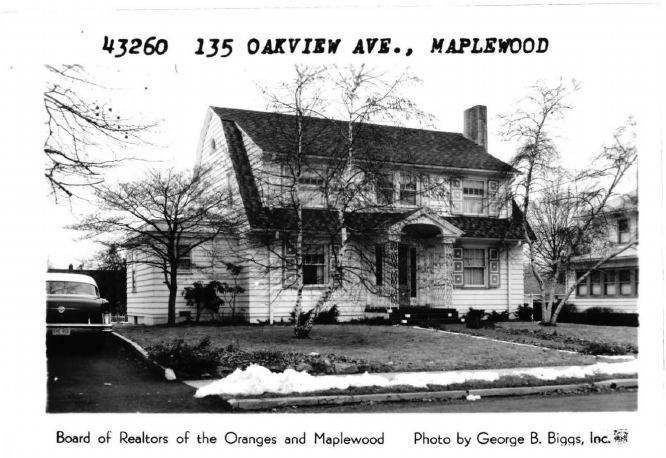 43260 135 OAKVIEW AVE., MAPLEWOOD
Board of Realtors of the Oranges and Maplewood Photo by George B. Biggs, Inc.